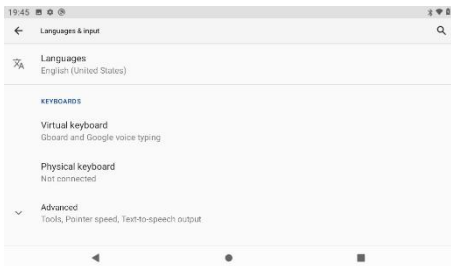 19:45
Languages & input
Languages
English (United States)
KEYBOARDS
Virtual keyboard
Gboard and Google voice typing
Physical keyboard
Not connected
Advanced
Tools, Pointer speed, Text-to-speech output